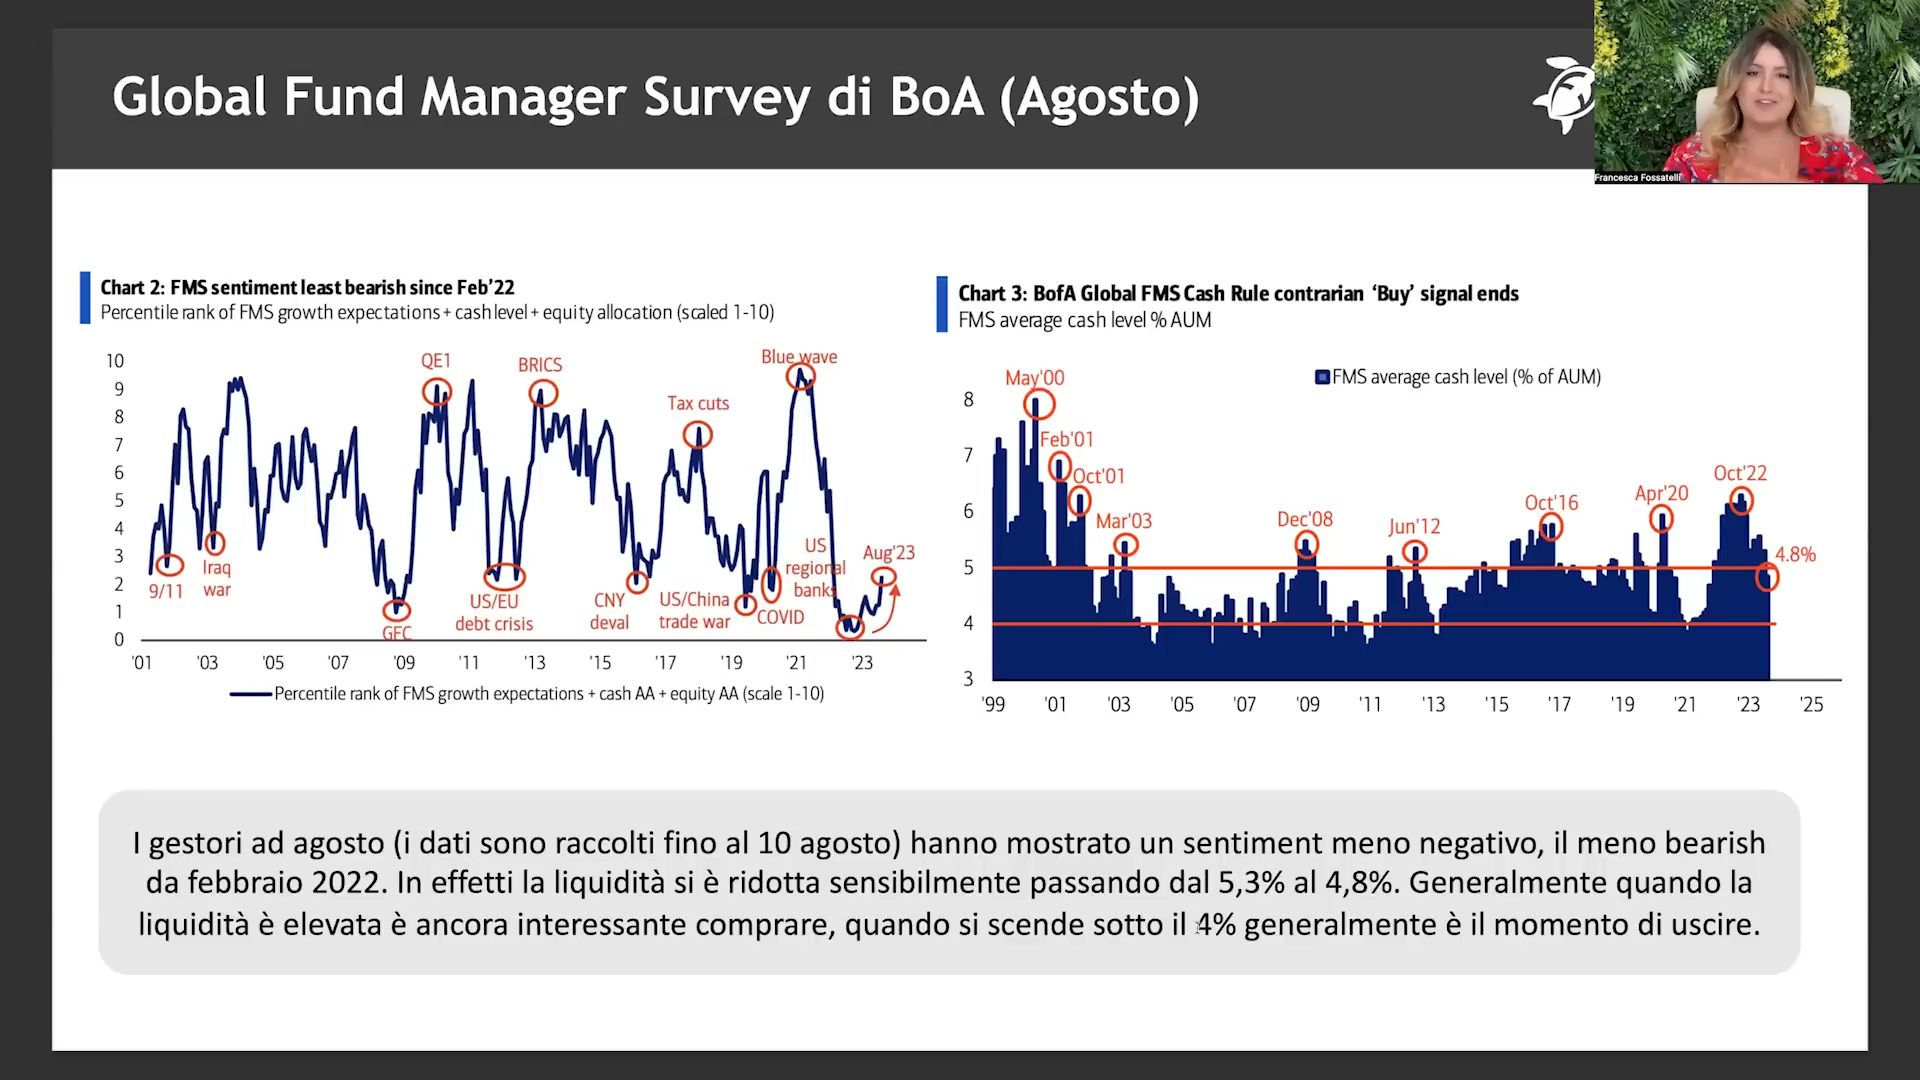 Global Fund Manager Survey di BoA (Agosto)
Francesca Fossatelli
Chart 2: FMS sentiment least bearish since Feb'22
Percentile rank of FMS growth expectations + cash level + equity allocation (scaled 1-10)
10
9
8
7
6
5
4
3
2
1
0
9/11
Iraq
war
GFC
QE1
US/EU
debt crisis
BRICS
CNY
deval
Tax cuts
US/China
trade war
COVID
Blue wave
US
regional
banks
Aug'23
'01 '03 '05 '07 '09 '11 '13 '15 '17 '19 '21 '23
Percentile rank of FMS growth expectations + cash AA + equity AA (scale 1-10)
Chart 3: BofA Global FMS Cash Rule contrarian ‘Buy’ signal ends
FMS average cash level % AUM
FMS average cash level (% of AUM)
8
7
6
5
4
3
May'00
Feb'01
Oct'01
Mar'03
Dec'08
Jun'12
Oct'16
Apr'20
Oct'22
4.8%
'99 '01 '03 '05 '07 '09 '11 '13 '15 '17 '19 '21 '23 '25
I gestori ad agosto (i dati sono raccolti fino al 10 agosto) hanno mostrato un sentiment meno negativo, il meno bearish
da febbraio 2022. In effetti la liquidità si è ridotta sensibilmente passando dal 5,3% al 4,8%. Generalmente quando la
liquidità è elevata è ancora interessante comprare, quando si scende sotto il 4% generalmente è il momento di uscire.